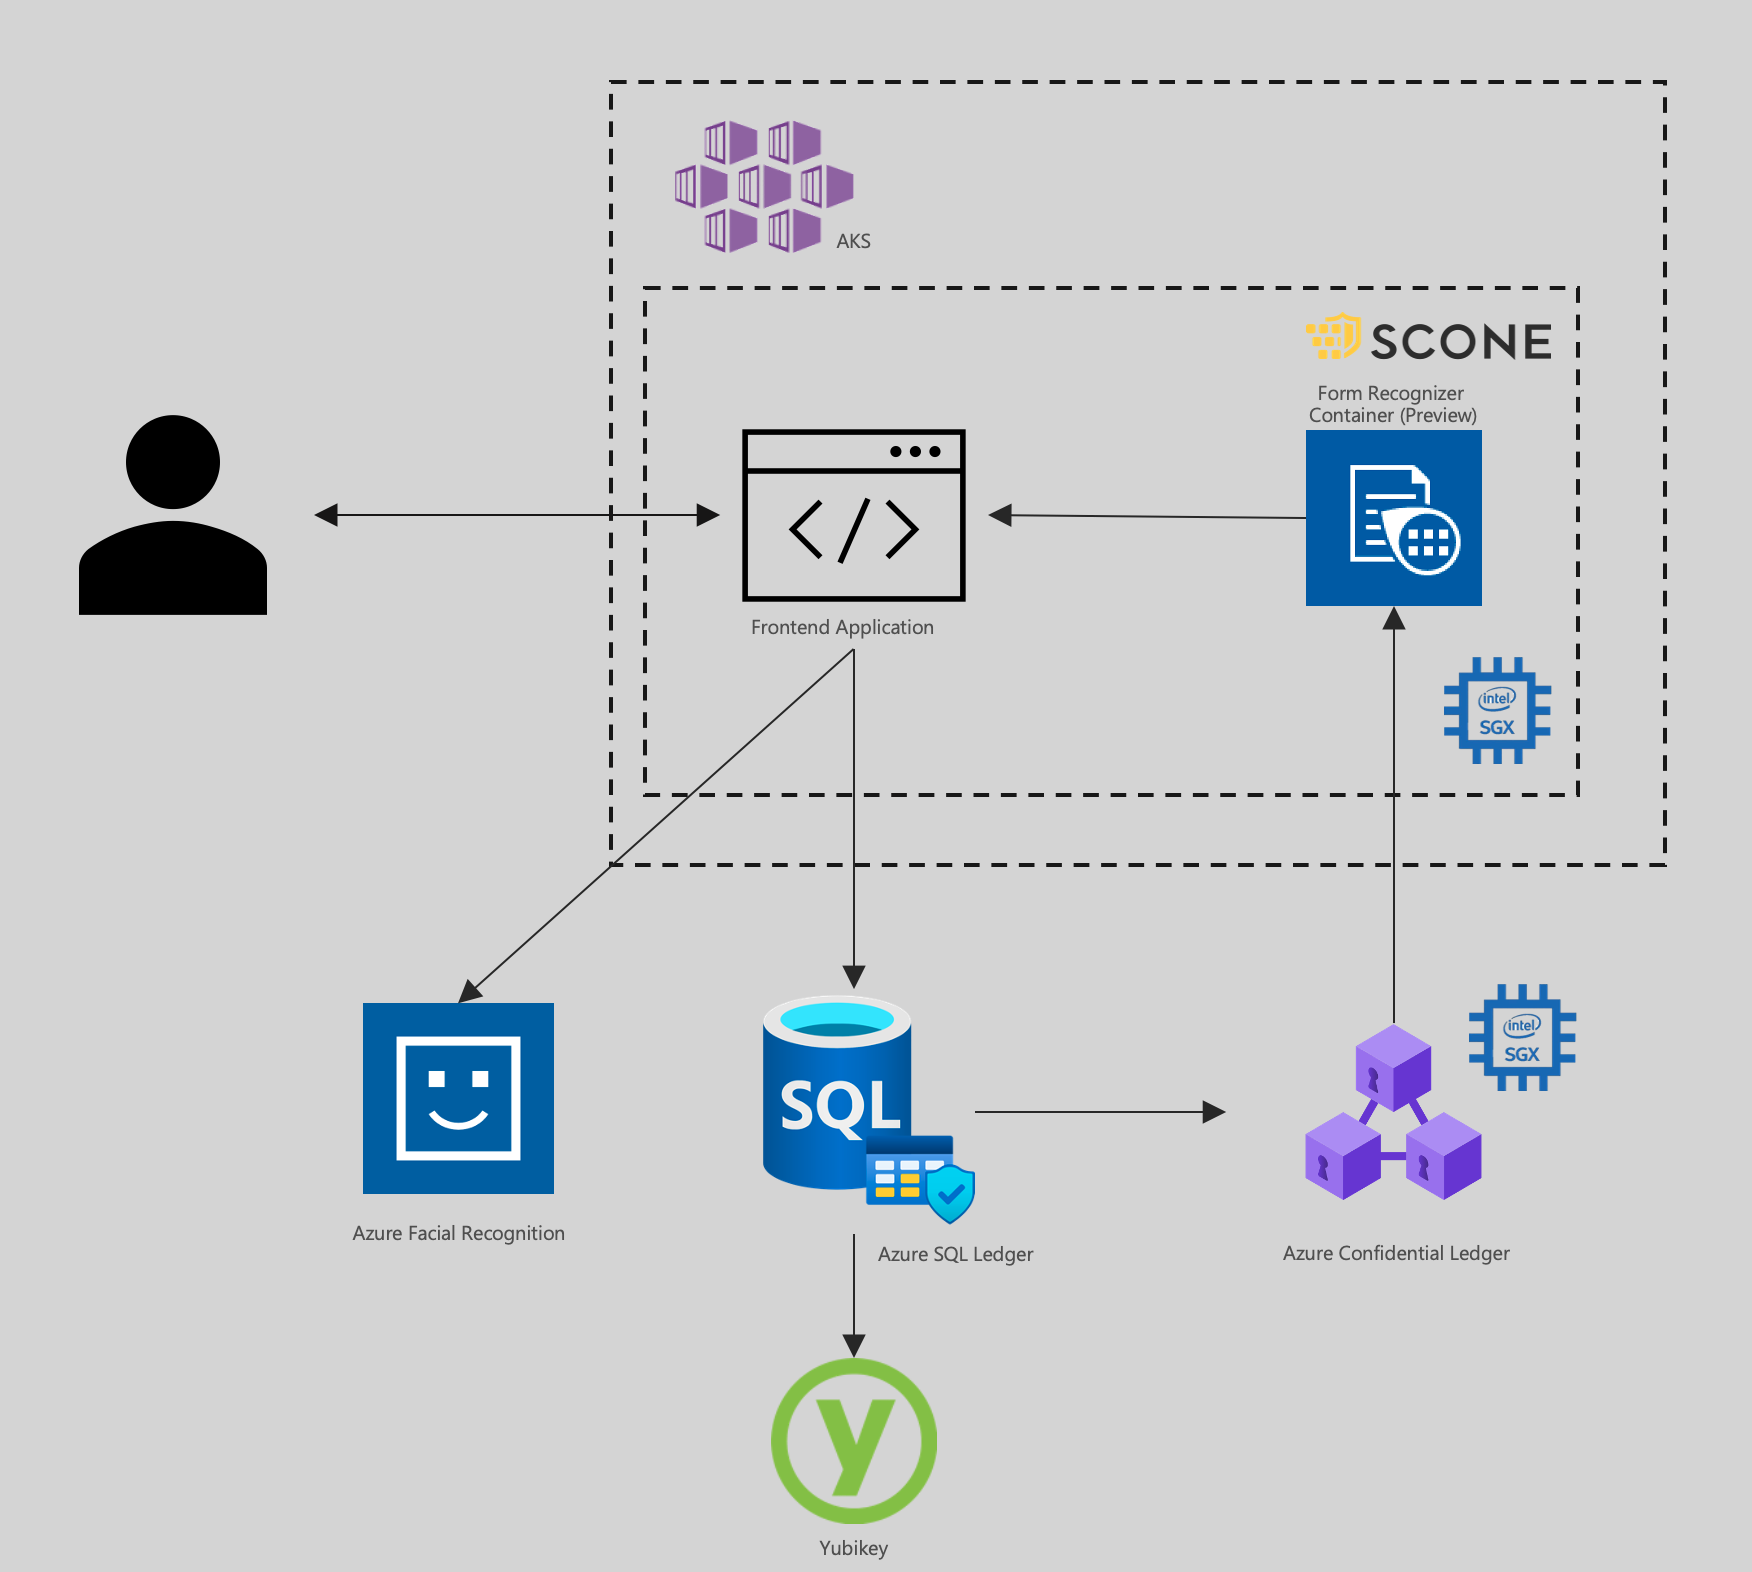 AKS
SCONE
Form Recognizer
Container (Preview)
</>
Frontend Application
intel
SGX
intel
SGX
SQL
Azure Facial Recognition
Azure SQL Ledger
Azure Confidential Ledger
y
Yubikey